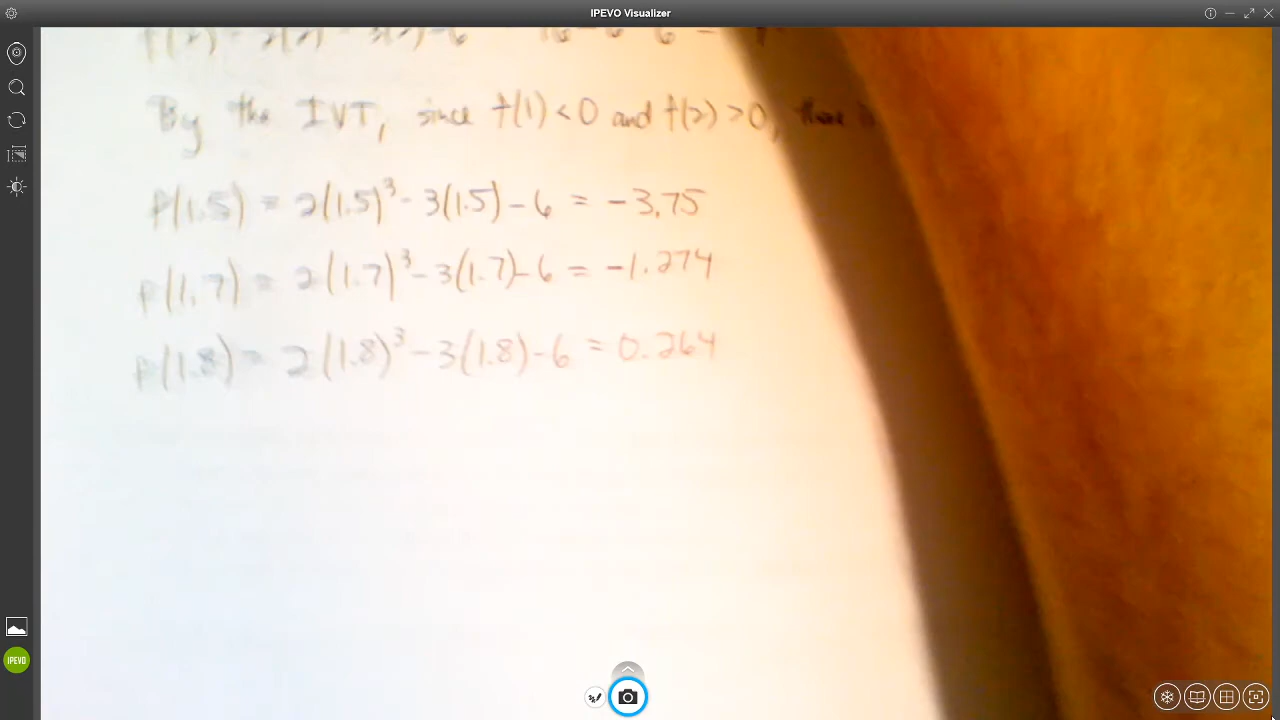 IPEVO Visualizer
By the IVT, since f(1) < 0 and f(2) > 0, there
f(1.5) = 2(1.5)³ - 3(1.5) - 6 = -3.75
f(1.7) = 2(1.7)³ - 3(1.7) - 6 = -1.274
f(1.8) = 2(1.8)³ - 3(1.8) - 6 = 0.264
IPEVO